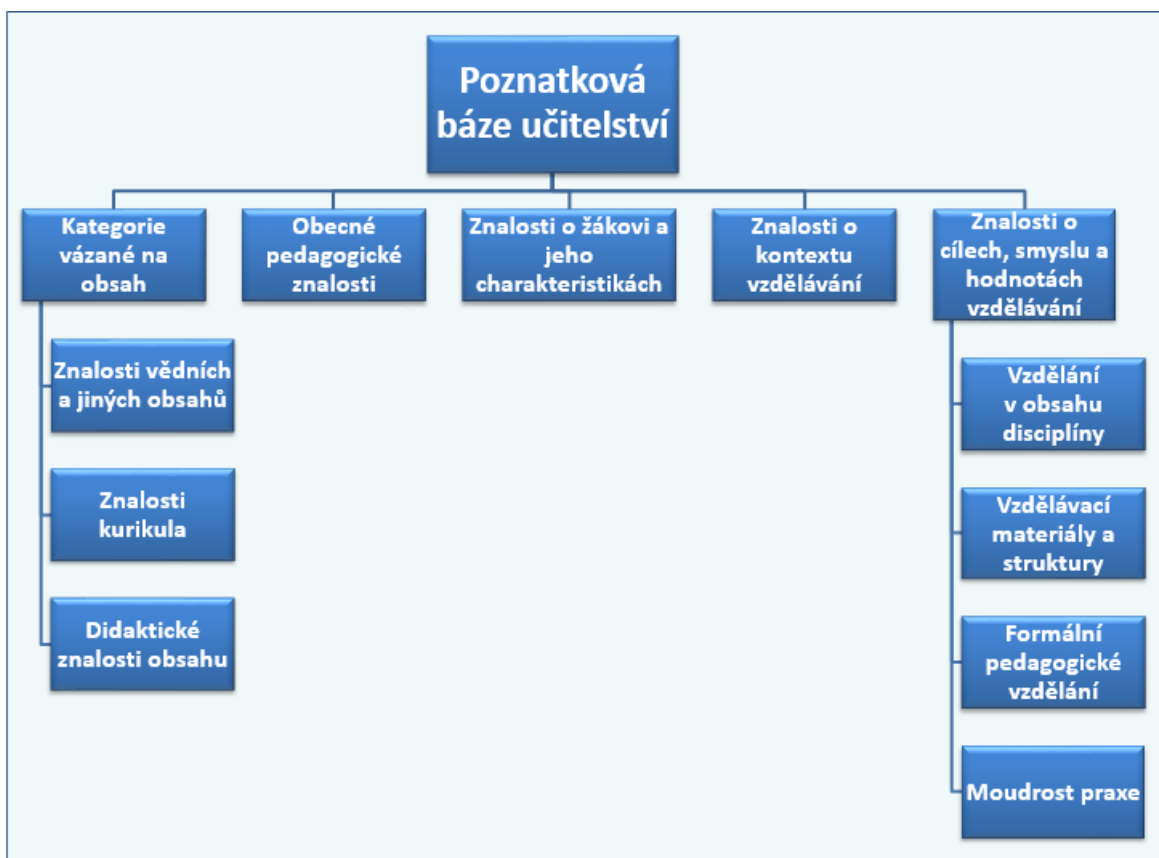 Poznatková
báze učitelství
Kategorie
vázané na
obsah
Obecné
pedagogické
znalosti
Znalosti o žákovi a
jeho
charakteristikách
Znalosti o
kontextu
vzdělávání
Znalosti o
cílech, smyslu a
hodnotách
vzdělávání
Znalosti vědních
a jiných obsahů
Znalosti
kurikula
Didaktické
znalosti obsahu
Vzdělání
v obsahu
disciplíny
Vzdělávací
materiály a
struktury
Formální
pedagogické
vzdělání
Moudrost praxe